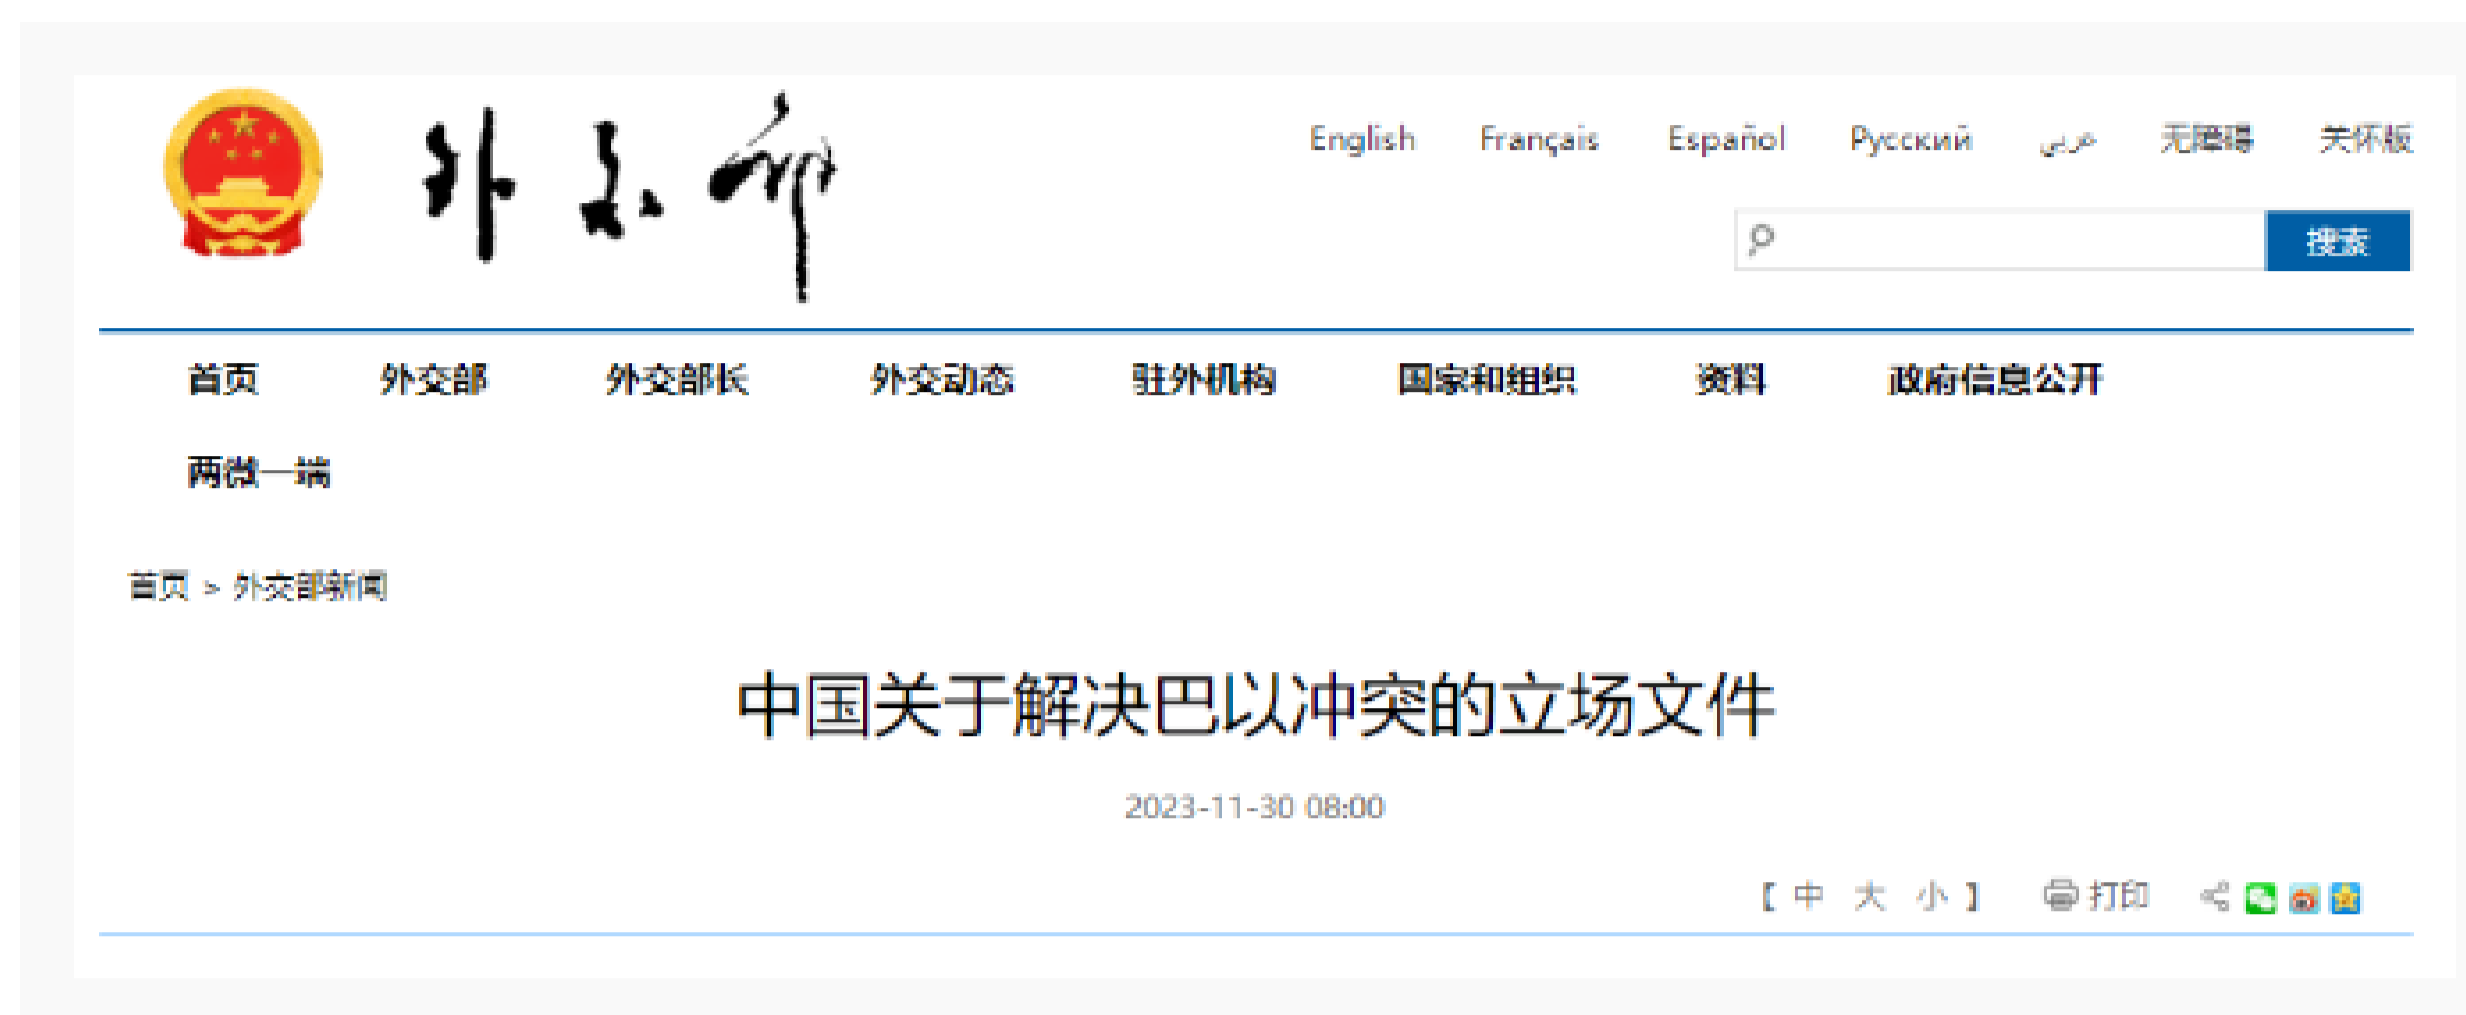 外交部
English Français Español Русский عربي 无障碍 关怀版
搜索
首页 外交部 外交部长 外交动态 驻外机构 国家和组织 资料 政府信息公开
两微一端
首页 > 外交部新闻
中国关于解决巴以冲突的立场文件
2023-11-30 08:00
【 中 大 小 】 打印